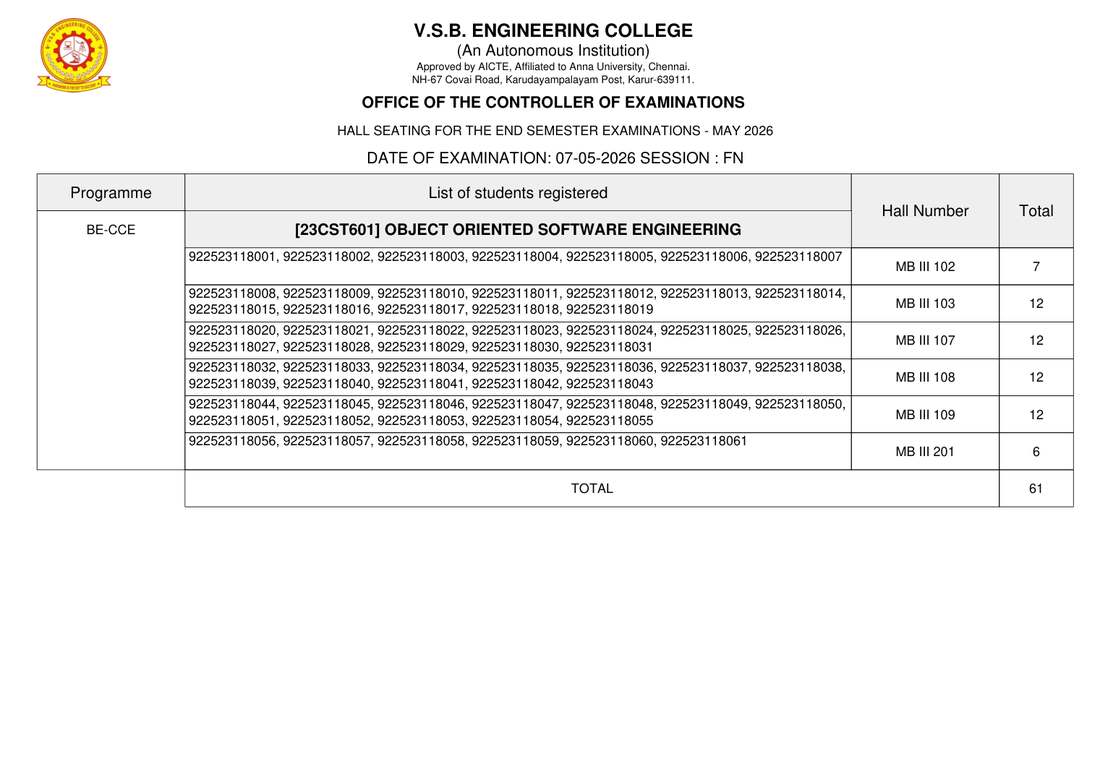 V.S.B. ENGINEERING COLLEGE
(An Autonomous Institution)
Approved by AICTE, Affiliated to Anna University, Chennai.
NH-67 Covai Road, Karudayampalayam Post, Karur-639111.
OFFICE OF THE CONTROLLER OF EXAMINATIONS
HALL SEATING FOR THE END SEMESTER EXAMINATIONS - MAY 2026
DATE OF EXAMINATION: 07-05-2026 SESSION : FN
Programme List of students registered Hall Number Total
BE-CCE [23CST601] OBJECT ORIENTED SOFTWARE ENGINEERING
922523118001, 922523118002, 922523118003, 922523118004, 922523118005, 922523118006, 922523118007
MB III 102 7
922523118008, 922523118009, 922523118010, 922523118011, 922523118012, 922523118013, 922523118014,
922523118015, 922523118016, 922523118017, 922523118018, 922523118019
MB III 103 12
922523118020, 922523118021, 922523118022, 922523118023, 922523118024, 922523118025, 922523118026,
922523118027, 922523118028, 922523118029, 922523118030, 922523118031
MB III 107 12
922523118032, 922523118033, 922523118034, 922523118035, 922523118036, 922523118037, 922523118038,
922523118039, 922523118040, 922523118041, 922523118042, 922523118043
MB III 108 12
922523118044, 922523118045, 922523118046, 922523118047, 922523118048, 922523118049, 922523118050,
922523118051, 922523118052, 922523118053, 922523118054, 922523118055
MB III 109 12
922523118056, 922523118057, 922523118058, 922523118059, 922523118060, 922523118061
MB III 201 6
TOTAL 61